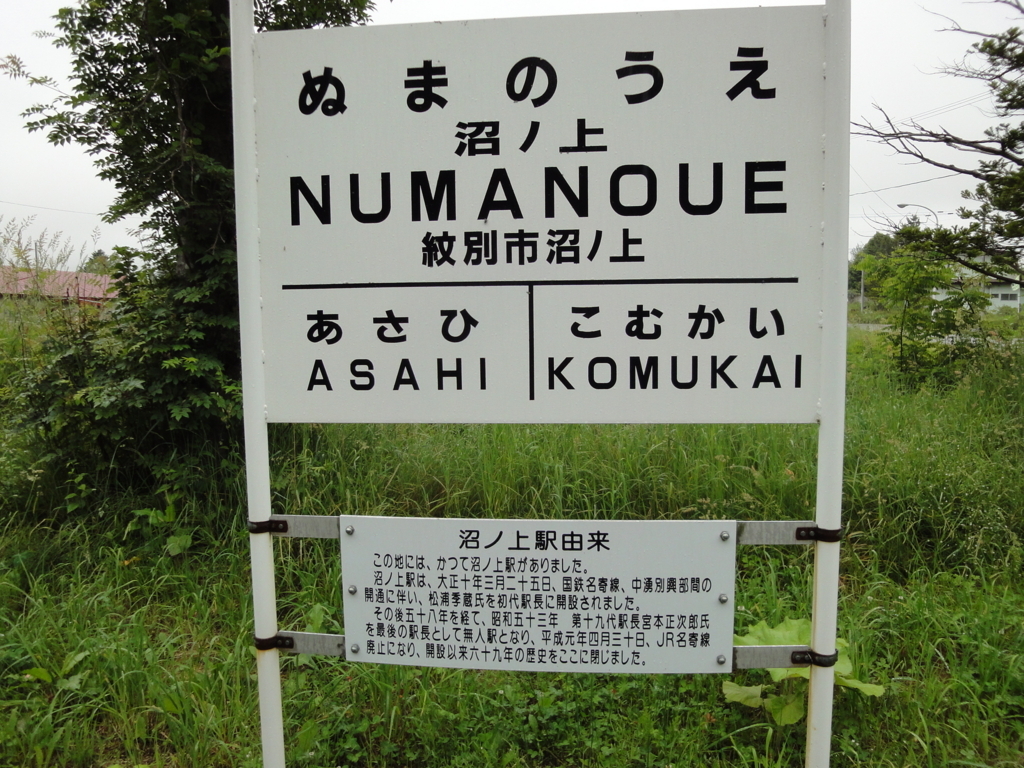 ぬまのうえ
沼ノ上
NUMANOUE
紋別市沼ノ上
あさひ
ASAHI
こむかい
KOMUKAI
沼ノ上駅由来
この地には、かつて沼ノ上駅がありました。
沼ノ上駅は、大正十年三月二十五日、国鉄名寄線、中湧別興部間の
開通に伴い、松浦季蔵氏を初代駅長に開設されました。
その後五十八年を経て、昭和五十三年 第十九代駅長宮本正次郎氏
を最後の駅長として無人駅となり、平成元年四月三十日、JR名寄線
廃止になり、開設以来六十九年の歴史をここに閉じました。